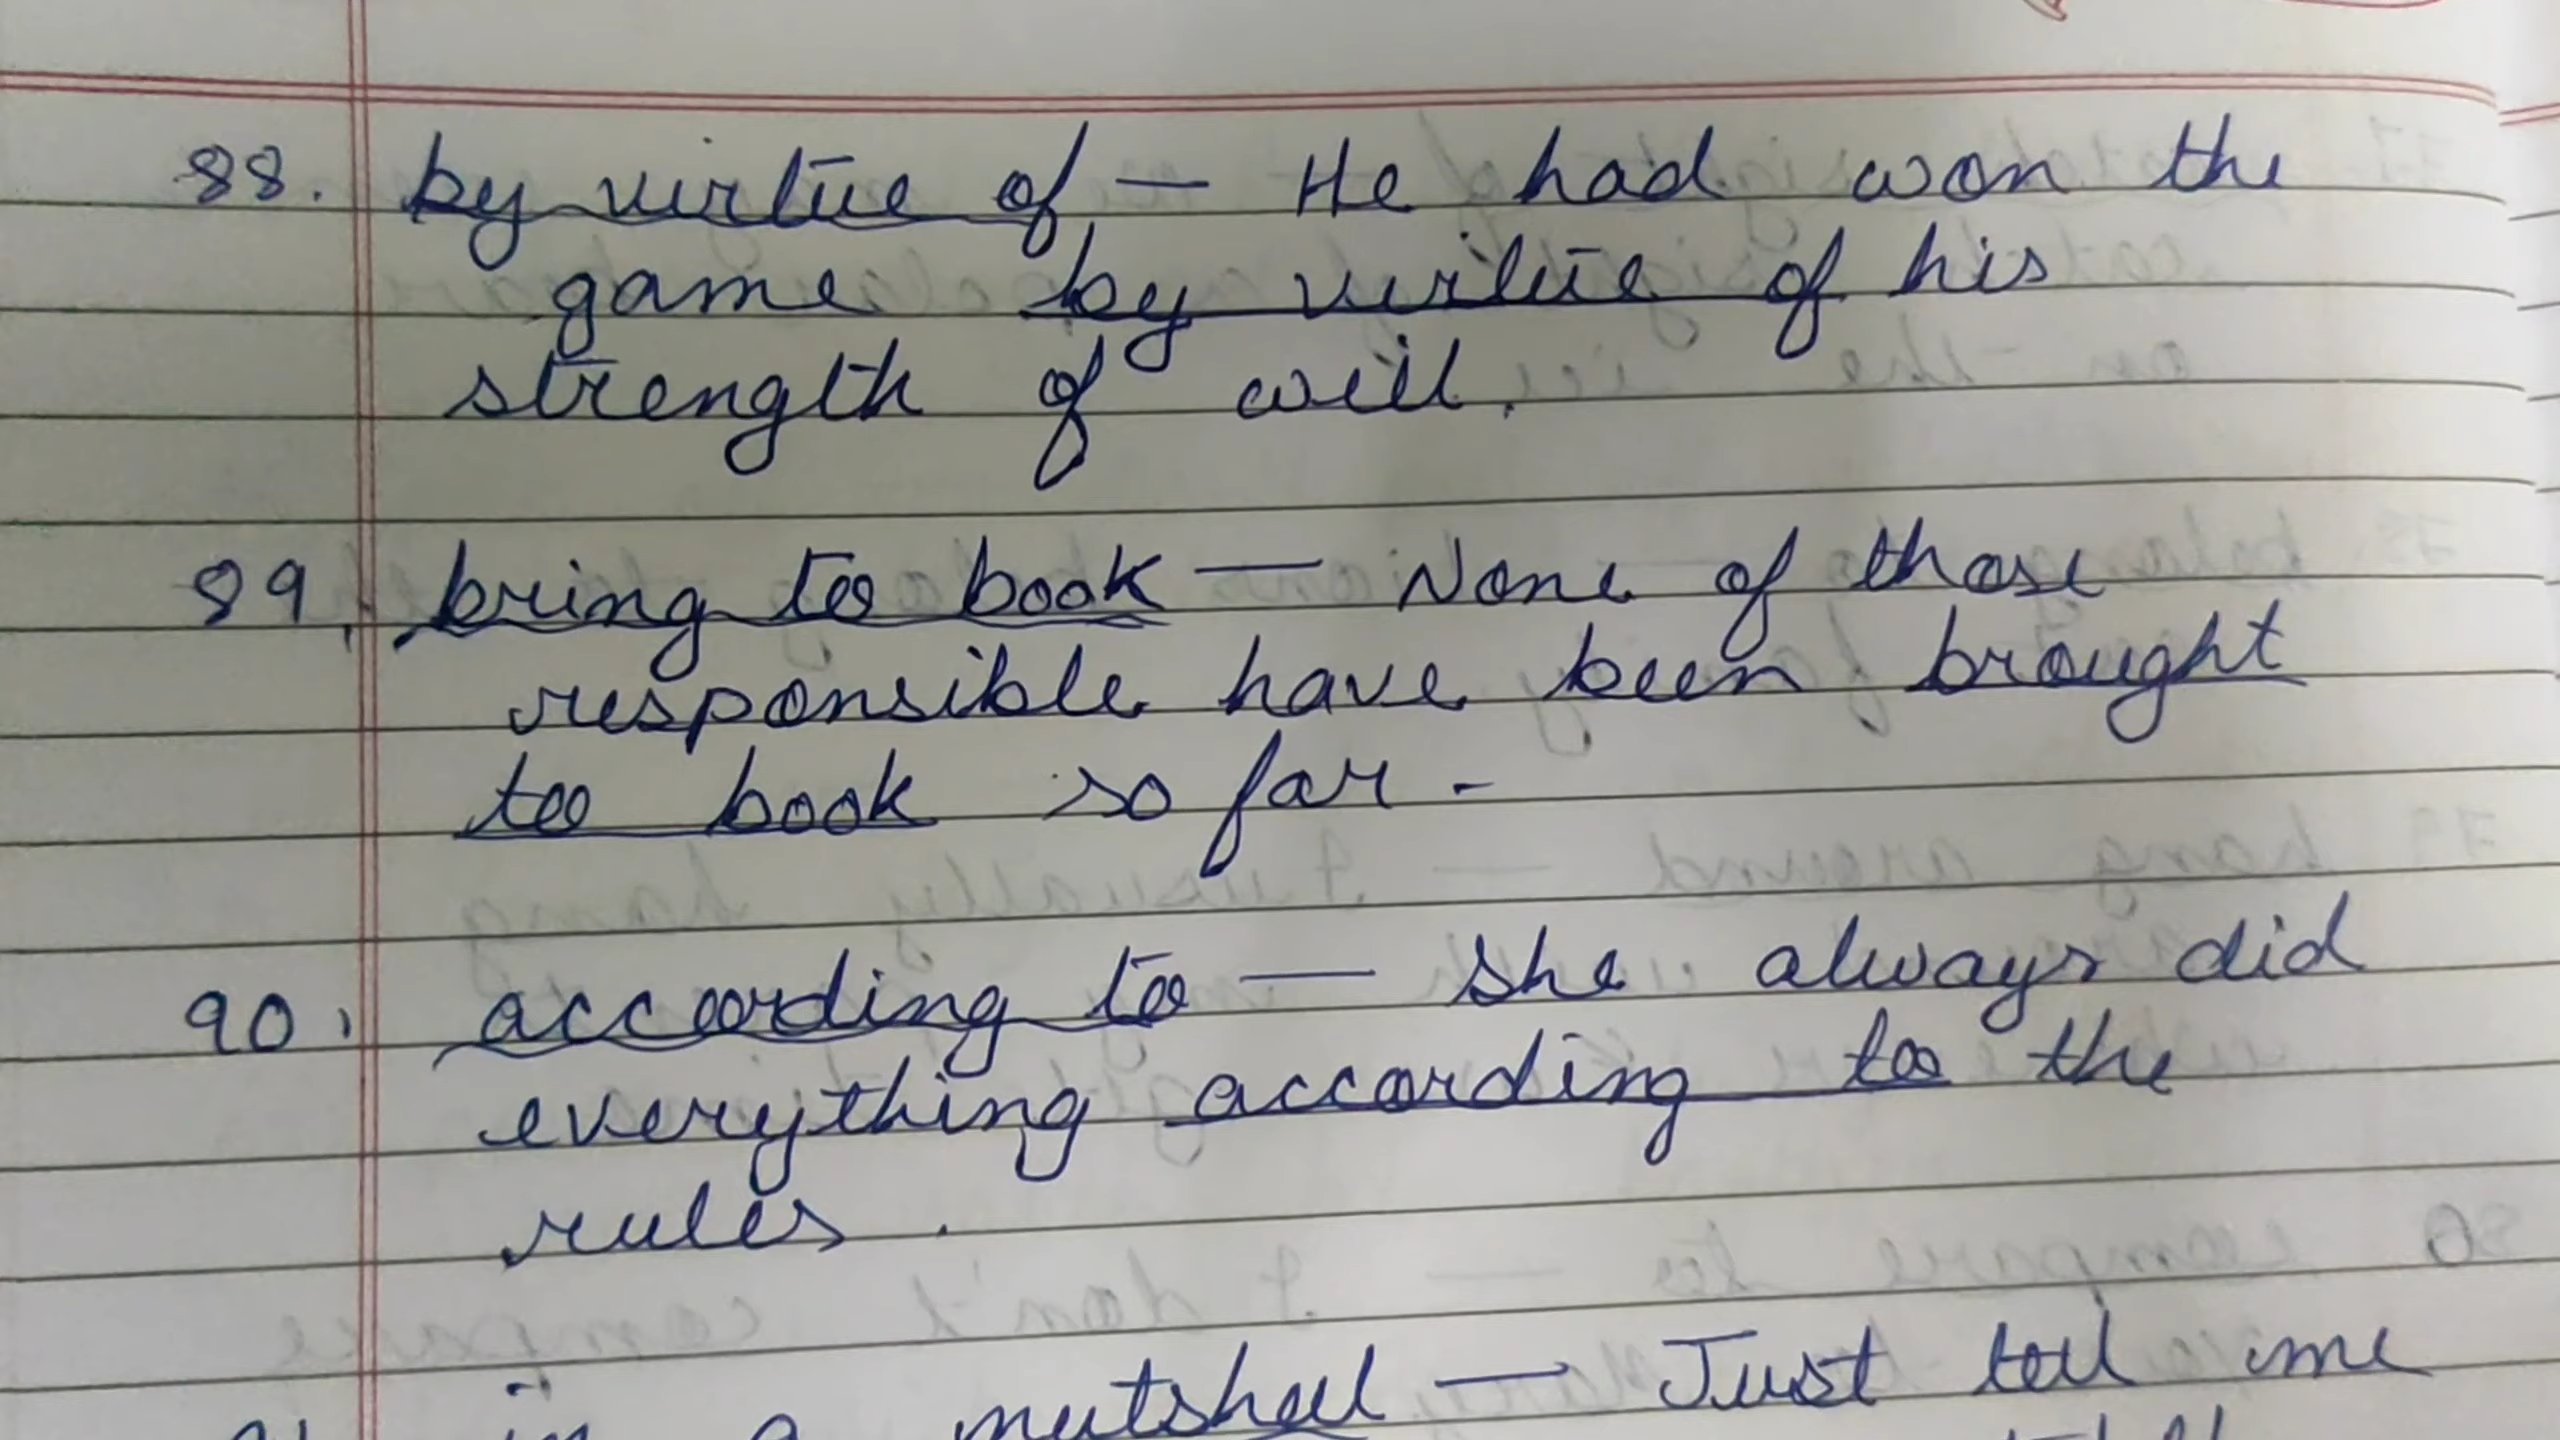 88. by virtue of — He had won the
game by virtue of his
strength of will.
89. bring to book — None of those
responsible have been brought
to book so far.
90. according to — She always did
everything according to the
rules.
91 in a nutshell — Just tell me